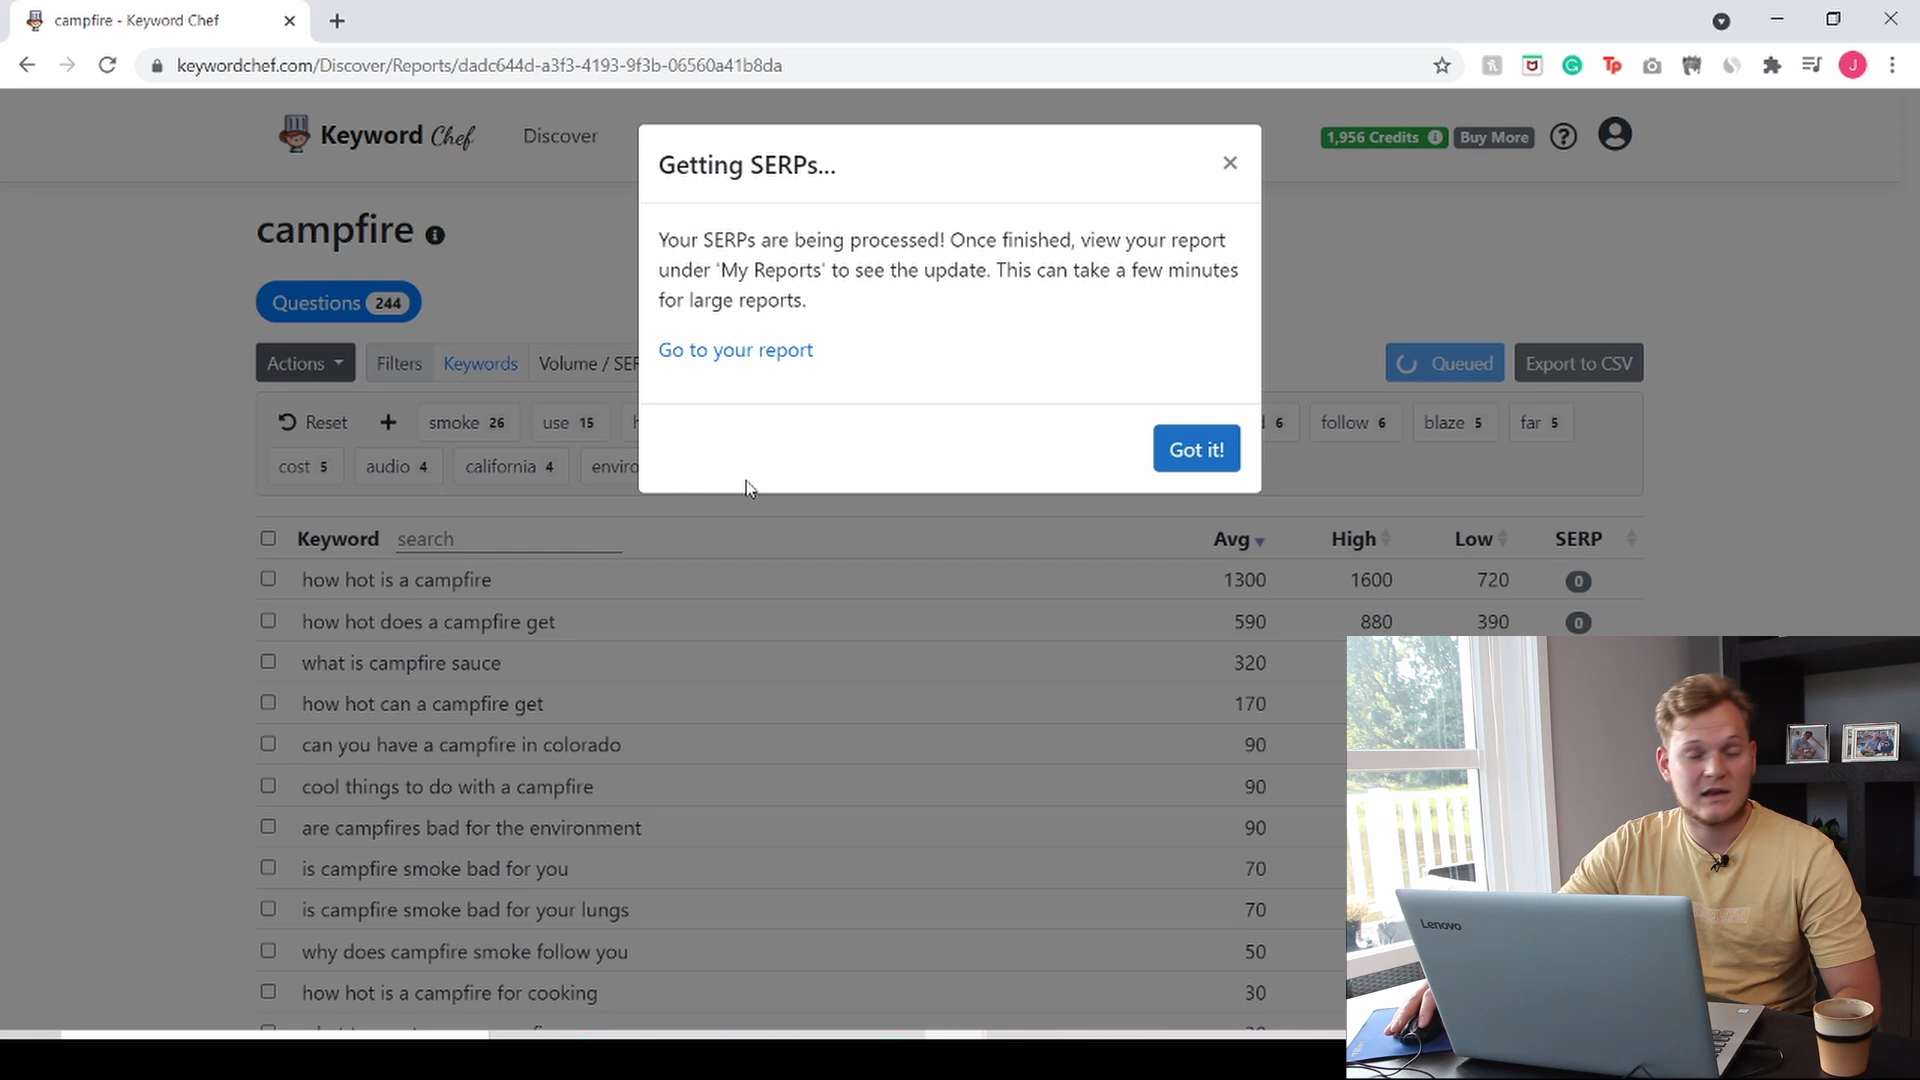 campfire - Keyword Chef
keywordchef.com/Discover/Reports/dadc644d-a3f3-4193-9f3b-06560a41b8da
Tp
J
Keyword Chef
Discover
1,956 Credits
Buy More
Getting SERPs...
Your SERPs are being processed! Once finished, view your report
under 'My Reports' to see the update. This can take a few minutes
for large reports.
Go to your report
Got it!
campfire
Questions 244
Actions
Filters
Keywords
Volume / SER
Queued
Export to CSV
Reset
smoke 26
use 15
6
follow 6
blaze 5
far 5
cost 5
audio 4
california 4
enviro
Keyword search Avg High Low SERP
how hot is a campfire 1300 1600 720 0
how hot does a campfire get 590 880 390 0
what is campfire sauce 320
how hot can a campfire get 170
can you have a campfire in colorado 90
cool things to do with a campfire 90
are campfires bad for the environment 90
is campfire smoke bad for you 70
is campfire smoke bad for your lungs 70
why does campfire smoke follow you 50
how hot is a campfire for cooking 30
Lenovo